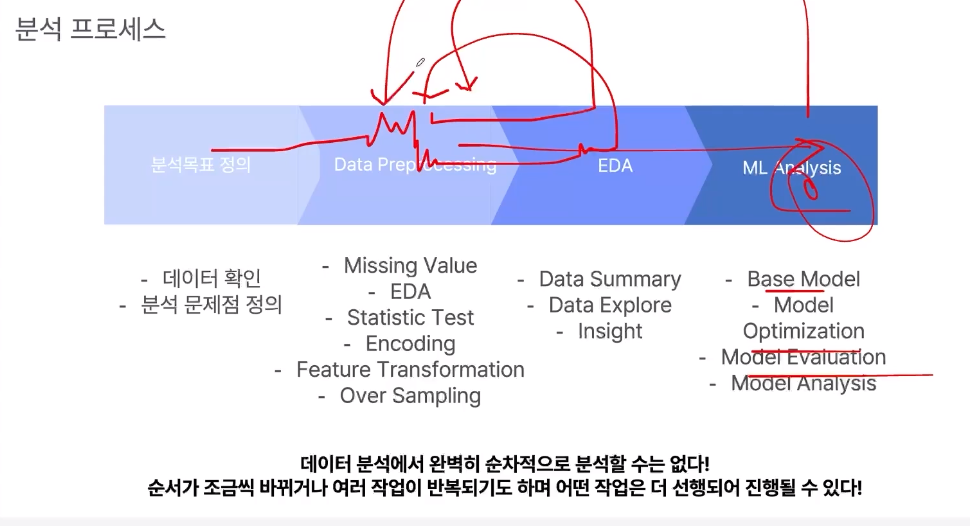 분석 프로세스
분석목표 정의
Data Preprocessing
EDA
ML Analysis
- 데이터 확인
- 분석 문제점 정의
- Missing Value
- EDA
- Statistic Test
- Encoding
- Feature Transformation
- Over Sampling
- Data Summary
- Data Explore
- Insight
- Base Model
- Model
Optimization
- Model Evaluation
- Model Analysis
데이터 분석에서 완벽히 순차적으로 분석할 수는 없다!
순서가 조금씩 바뀌거나 여러 작업이 반복되기도 하며 어떤 작업은 더 선행되어 진행될 수 있다!